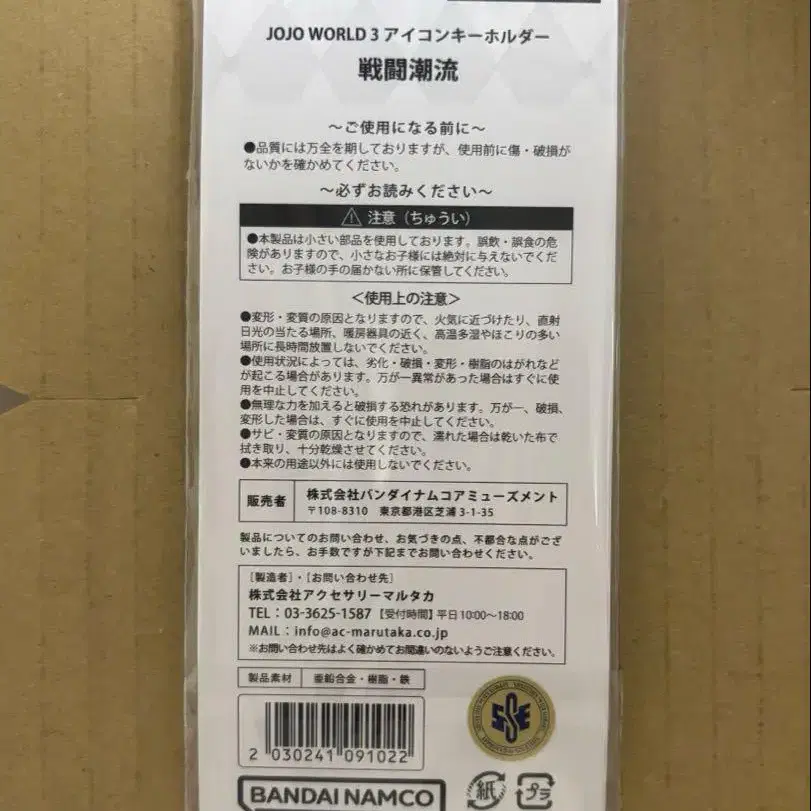 JOJO WORLD 3 アイコンキーホルダー
戦闘潮流
～ご使用になる前に～
●品質には万全を期しておりますが、使用前に傷・破損が
ないかを確かめてください。
～必ずお読みください～
注意（ちゅうい）
●本製品は小さい部品を使用しております。誤飲・誤食の危
険がありますので、小さなお子様には絶対に与えないでくだ
さい。お子様の手の届かない所に保管してください。
＜使用上の注意＞
●変形・変質の原因となりますので、火気に近づけたり、直射
日光の当たる場所、暖房器具の近く、高温多湿やほこりの多い
場所に長時間放置しないでください。
●使用状況によっては、劣化・破損・変形・樹脂のはがれなど
が起こる場合があります。万が一異常があった場合はすぐに使
用を中止してください。
●無理な力を加えると破損する恐れがあります。万が一、破損、
変形した場合は、すぐに使用を中止してください。
●サビ・変質の原因となりますので、濡れた場合は乾いた布で
拭き取り、十分乾燥させてください。
●本来の用途以外には使用しないでください。
販売者
株式会社バンダイナムコアミューズメント
〒108-8310 東京都港区芝浦 3-1-35
製品についてのお問い合わせ、お気づきの点、不都合な点がござ
いましたら、お手数ですが下記までお問い合わせください。
［製造者］・［お問い合わせ先］
株式会社アクセサリーマルタカ
TEL：03-3625-1587 【受付時間】平日 10:00～18:00
MAIL：info@ac-marutaka.co.jp
※お問い合わせ先はよく確かめてお間違いのないようご注意ください。
製品素材 亜鉛合金・樹脂・鉄
2 030241 091022
SSE
BANDAI NAMCO
紙
プラ